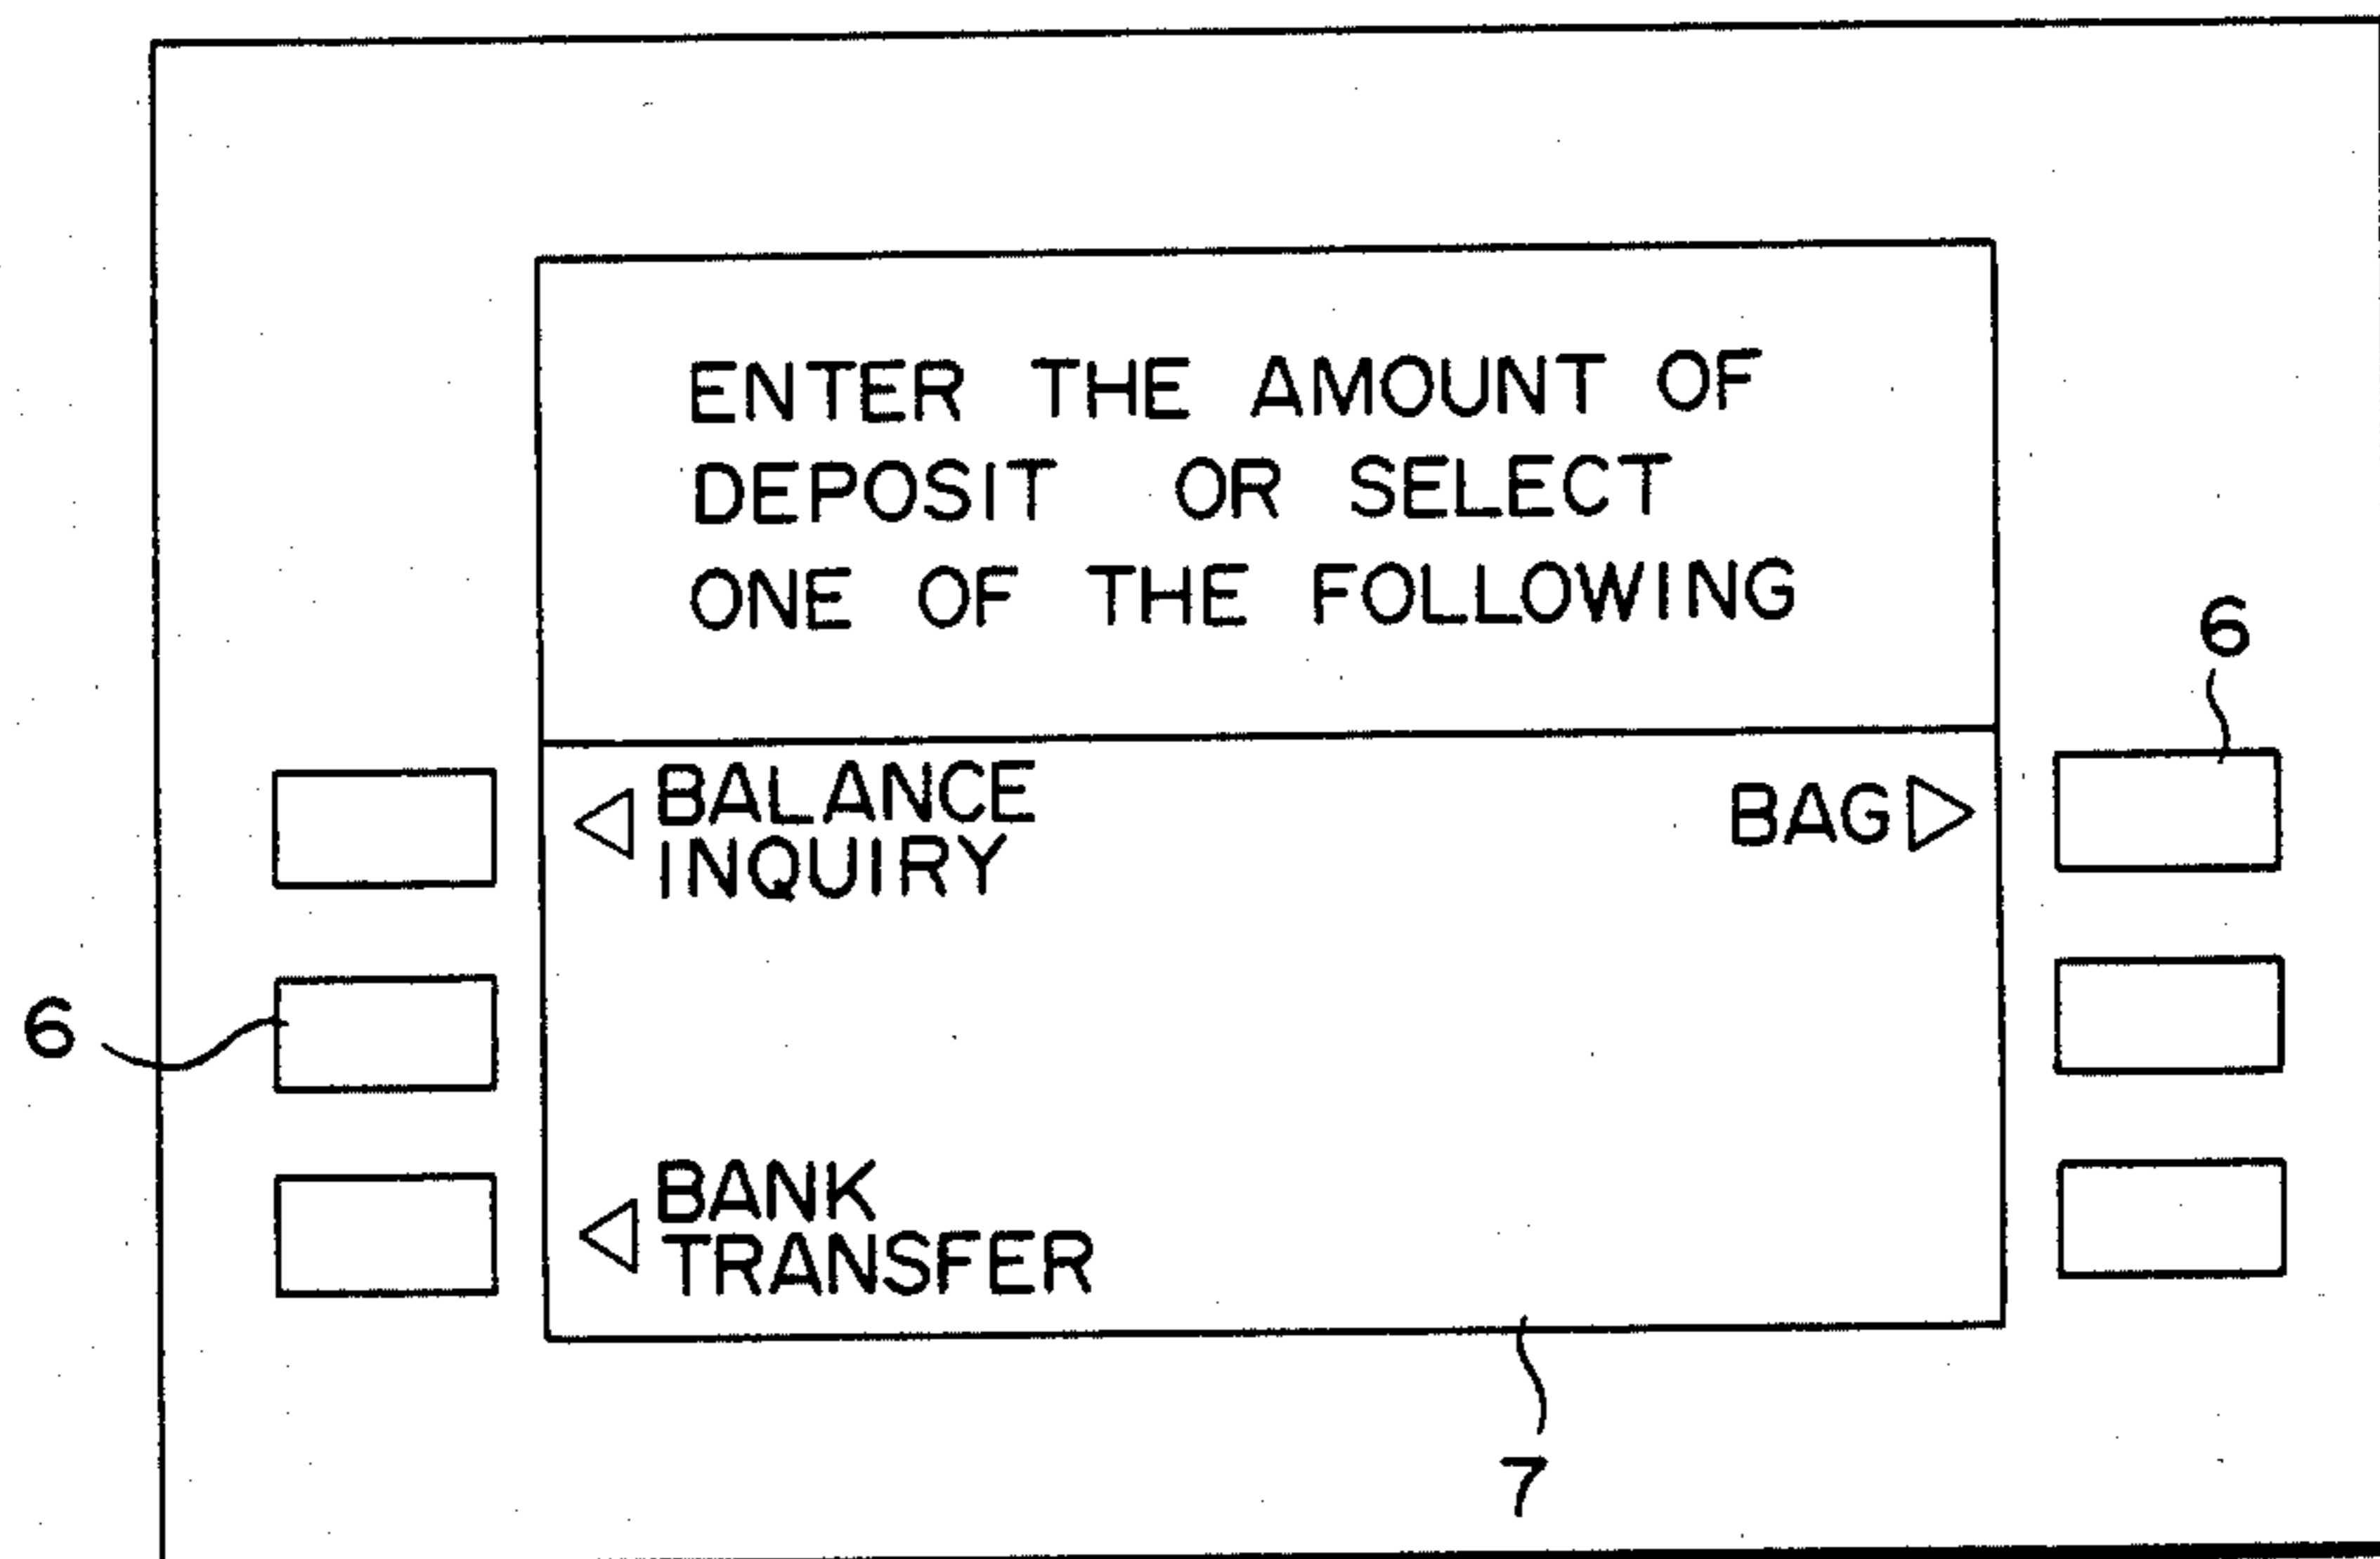 ENTER THE AMOUNT OF
DEPOSIT OR SELECT
ONE OF THE FOLLOWING
6
BALANCE
INQUIRY
BAG
6
BANK
TRANSFER
7